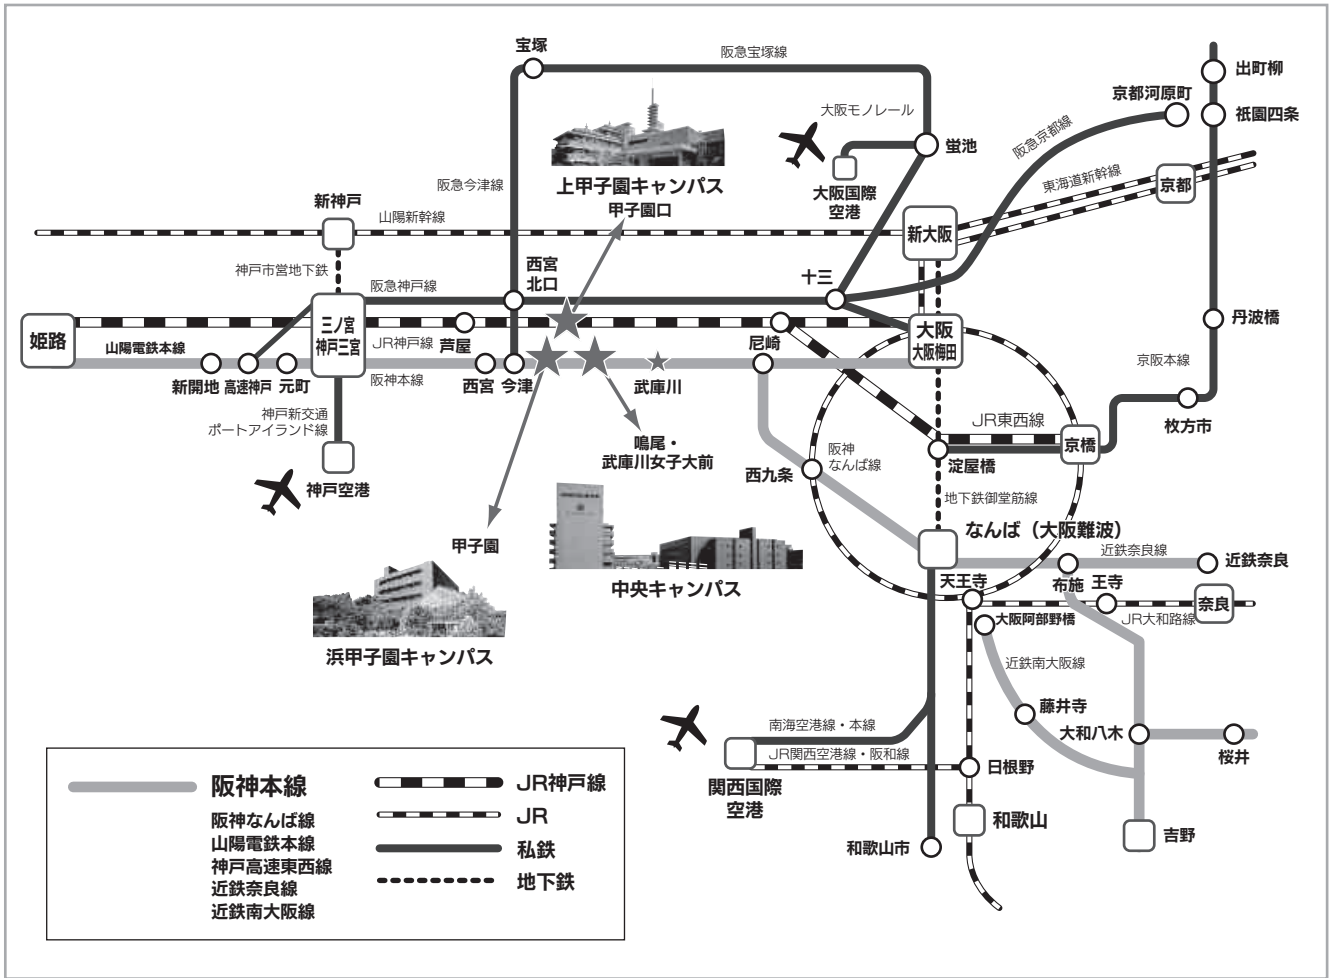 宝塚
阪急宝塚線
出町柳
京都河原町
祇園四条
大阪モノレール
蛍池
阪急京都線
大阪国際
空港
東海道新幹線
京都
阪急今津線
上甲子園キャンパス
甲子園口
新神戸
山陽新幹線
新大阪
神戸市営地下鉄
西宮
北口
十三
阪急神戸線
姫路
三ノ宮
神戸三宮
JR神戸線
芦屋
尼崎
大阪
大阪梅田
丹波橋
山陽電鉄本線
新開地
高速神戸
元町
阪神本線
西宮
今津
武庫川
京阪本線
神戸新交通
ポートアイランド線
鳴尾・
武庫川女子大前
JR東西線
京橋
枚方市
阪神
なんば線
西九条
淀屋橋
神戸空港
地下鉄御堂筋線
甲子園
なんば（大阪難波）
近鉄奈良線
近鉄奈良
中央キャンパス
天王寺
布施
王寺
奈良
JR大和路線
大阪阿部野橋
浜甲子園キャンパス
近鉄南大阪線
藤井寺
大和八木
桜井
南海空港線・本線
JR関西空港線・阪和線
日根野
関西国際
空港
和歌山
和歌山市
吉野
阪神本線
阪神なんば線
山陽電鉄本線
神戸高速東西線
近鉄奈良線
近鉄南大阪線
JR神戸線
JR
私鉄
地下鉄